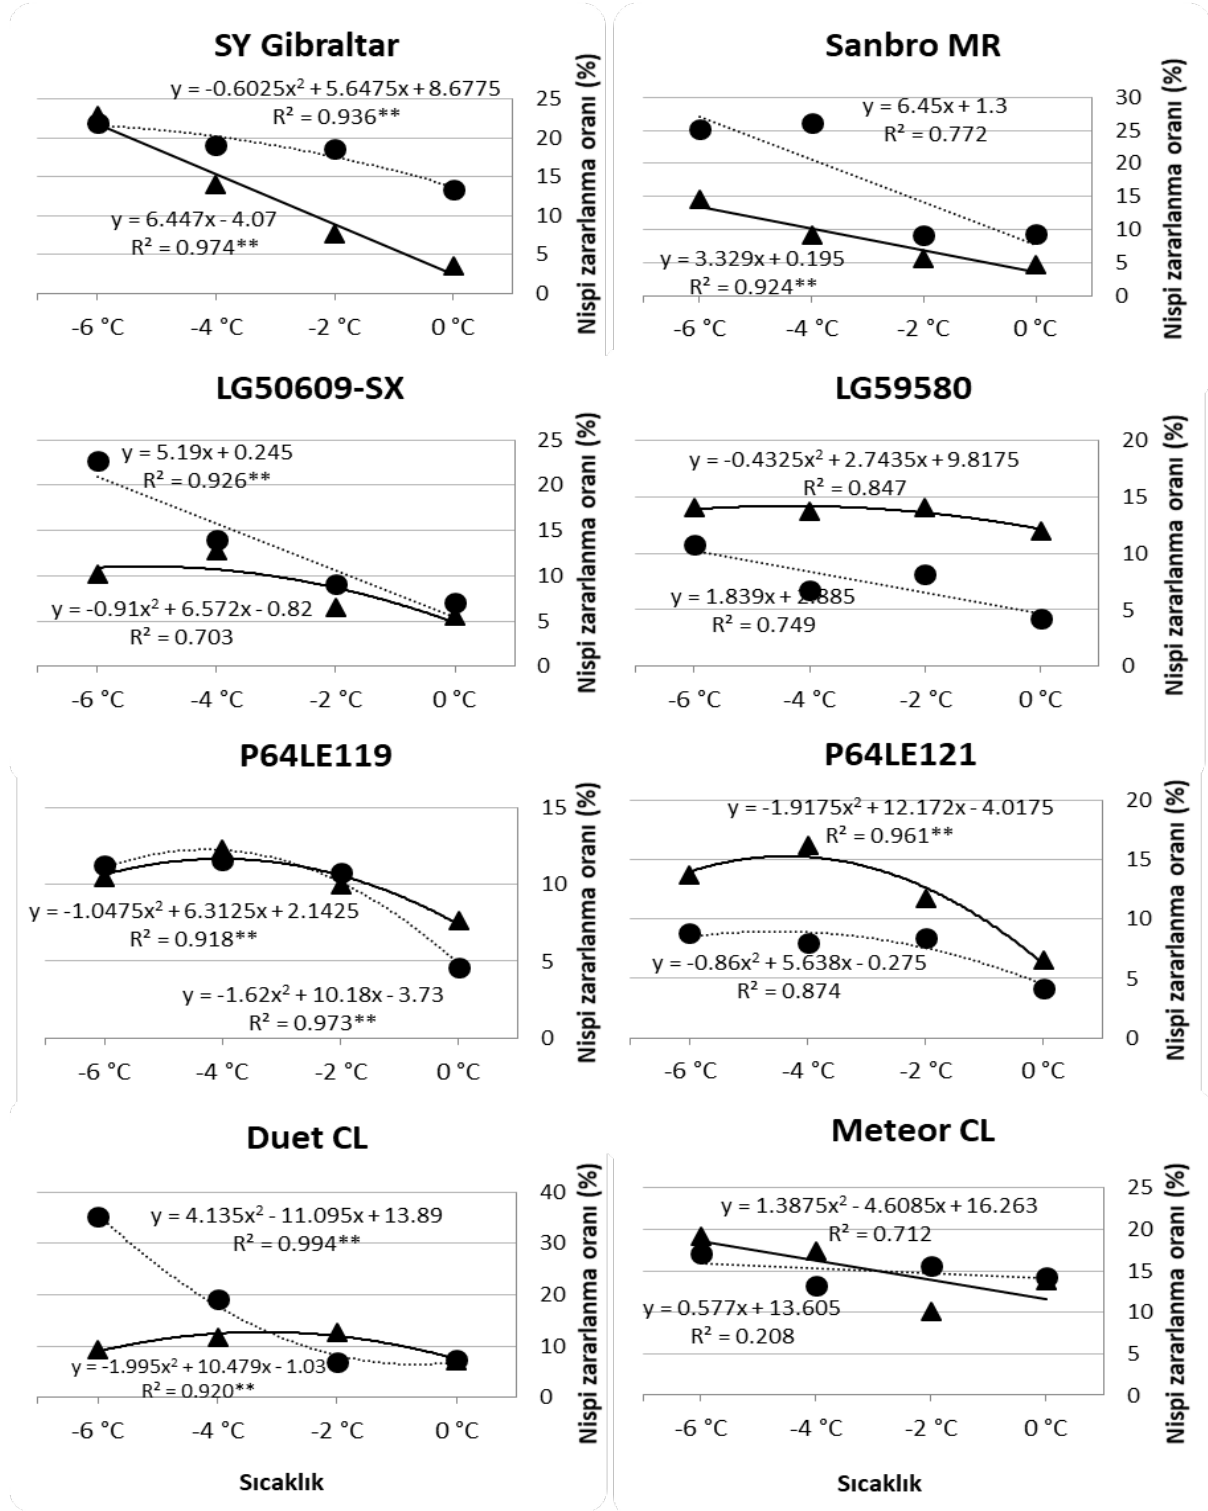 SY Gibraltar
y = -0.6025x² + 5.6475x + 8.6775
R² = 0.936**
y = 6.447x - 4.07
R² = 0.974**
25
20
15
10
5
0
Nispi zararlanma oranı (%)
-6 °C -4 °C -2 °C 0 °C
Sanbro MR
y = 6.45x + 1.3
R² = 0.772
y = 3.329x + 0.195
R² = 0.924**
30
25
20
15
10
5
0
Nispi zararlanma oranı (%)
-6 °C -4 °C -2 °C 0 °C
LG50609-SX
y = 5.19x + 0.245
R² = 0.926**
y = -0.91x² + 6.572x - 0.82
R² = 0.703
25
20
15
10
5
0
Nispi zararlanma oranı (%)
-6 °C -4 °C -2 °C 0 °C
LG59580
y = -0.4325x² + 2.7435x + 9.8175
R² = 0.847
y = 1.839x + 2.885
R² = 0.749
20
15
10
5
0
Nispi zararlanma oranı (%)
-6 °C -4 °C -2 °C 0 °C
P64LE119
y = -1.0475x² + 6.3125x + 2.1425
R² = 0.918**
y = -1.62x² + 10.18x - 3.73
R² = 0.973**
15
10
5
0
Nispi zararlanma oranı (%)
-6 °C -4 °C -2 °C 0 °C
P64LE121
y = -1.9175x² + 12.172x - 4.0175
R² = 0.961**
y = -0.86x² + 5.638x - 0.275
R² = 0.874
20
15
10
5
0
Nispi zararlanma oranı (%)
-6 °C -4 °C -2 °C 0 °C
Duet CL
y = 4.135x² - 11.095x + 13.89
R² = 0.994**
y = -1.995x² + 10.479x - 1.03
R² = 0.920**
40
30
20
10
0
Nispi zararlanma oranı (%)
-6 °C -4 °C -2 °C 0 °C
Sıcaklık
Meteor CL
y = 1.3875x² - 4.6085x + 16.263
R² = 0.712
y = 0.577x + 13.605
R² = 0.208
25
20
15
10
5
0
Nispi zararlanma oranı (%)
-6 °C -4 °C -2 °C 0 °C
Sıcaklık